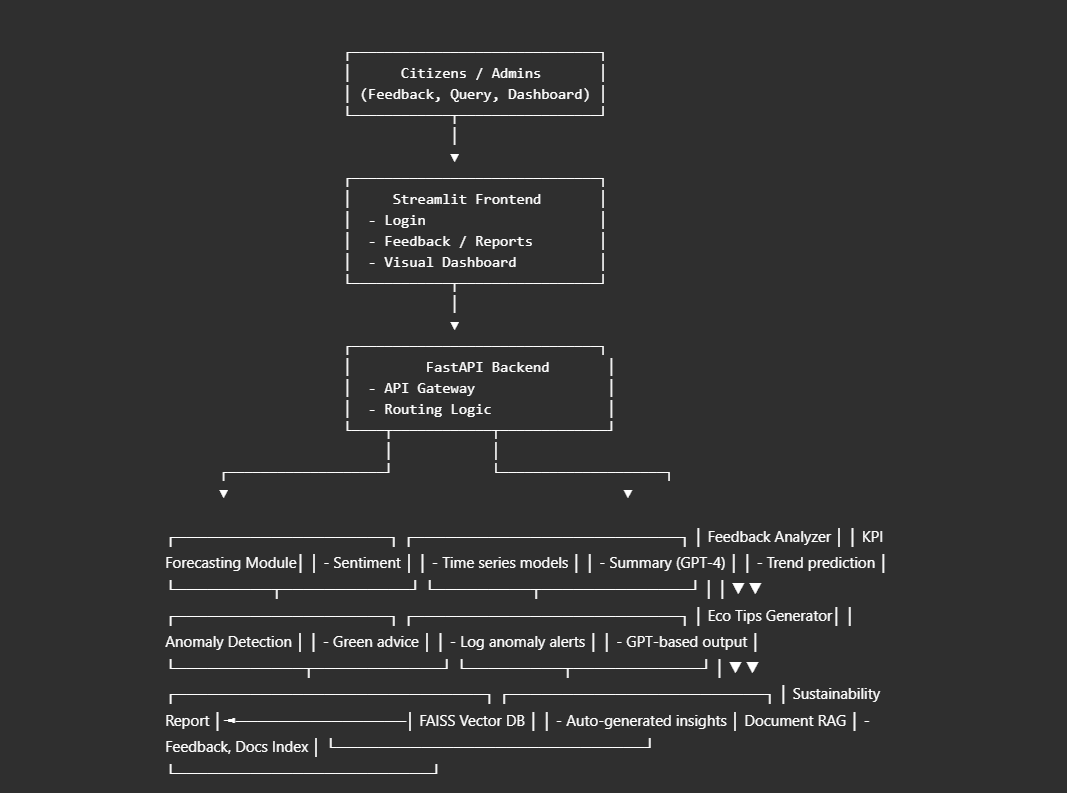 Citizens / Admins
(Feedback, Query, Dashboard)
Streamlit Frontend
- Login
- Feedback / Reports
- Visual Dashboard
FastAPI Backend
- API Gateway
- Routing Logic
│ Feedback Analyzer │ │ KPI
Forecasting Module│ │ - Sentiment │ │ - Time series models │ │ - Summary (GPT-4) │ │ - Trend prediction │
│ │ ▼ ▼
│ Eco Tips Generator│ │
Anomaly Detection │ │ - Green advice │ │ - Log anomaly alerts │ │ - GPT-based output │
│ ▼ ▼
│ Sustainability
Report │◄──────────────│ FAISS Vector DB │ │ - Auto-generated insights │ Document RAG │ -
Feedback, Docs Index │